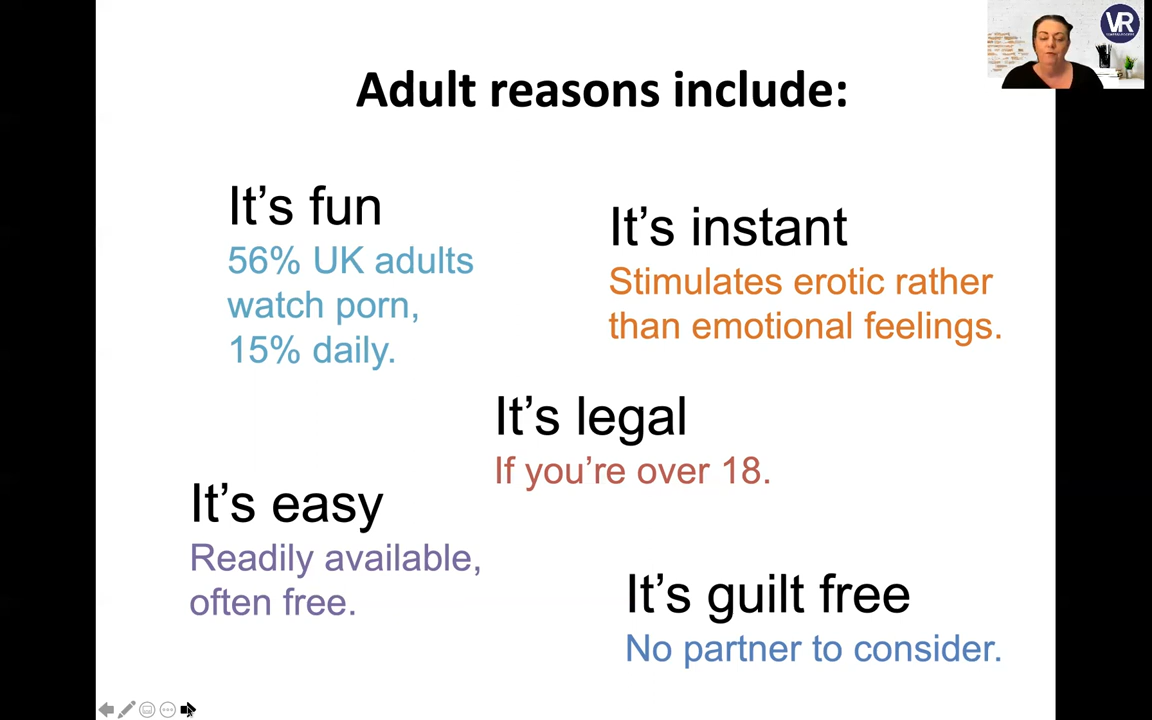 Adult reasons include:
It's fun
56% UK adults
watch porn,
15% daily.
It's instant
Stimulates erotic rather
than emotional feelings.
It's legal
If you're over 18.
It's easy
Readily available,
often free.
It's guilt free
No partner to consider.
VR